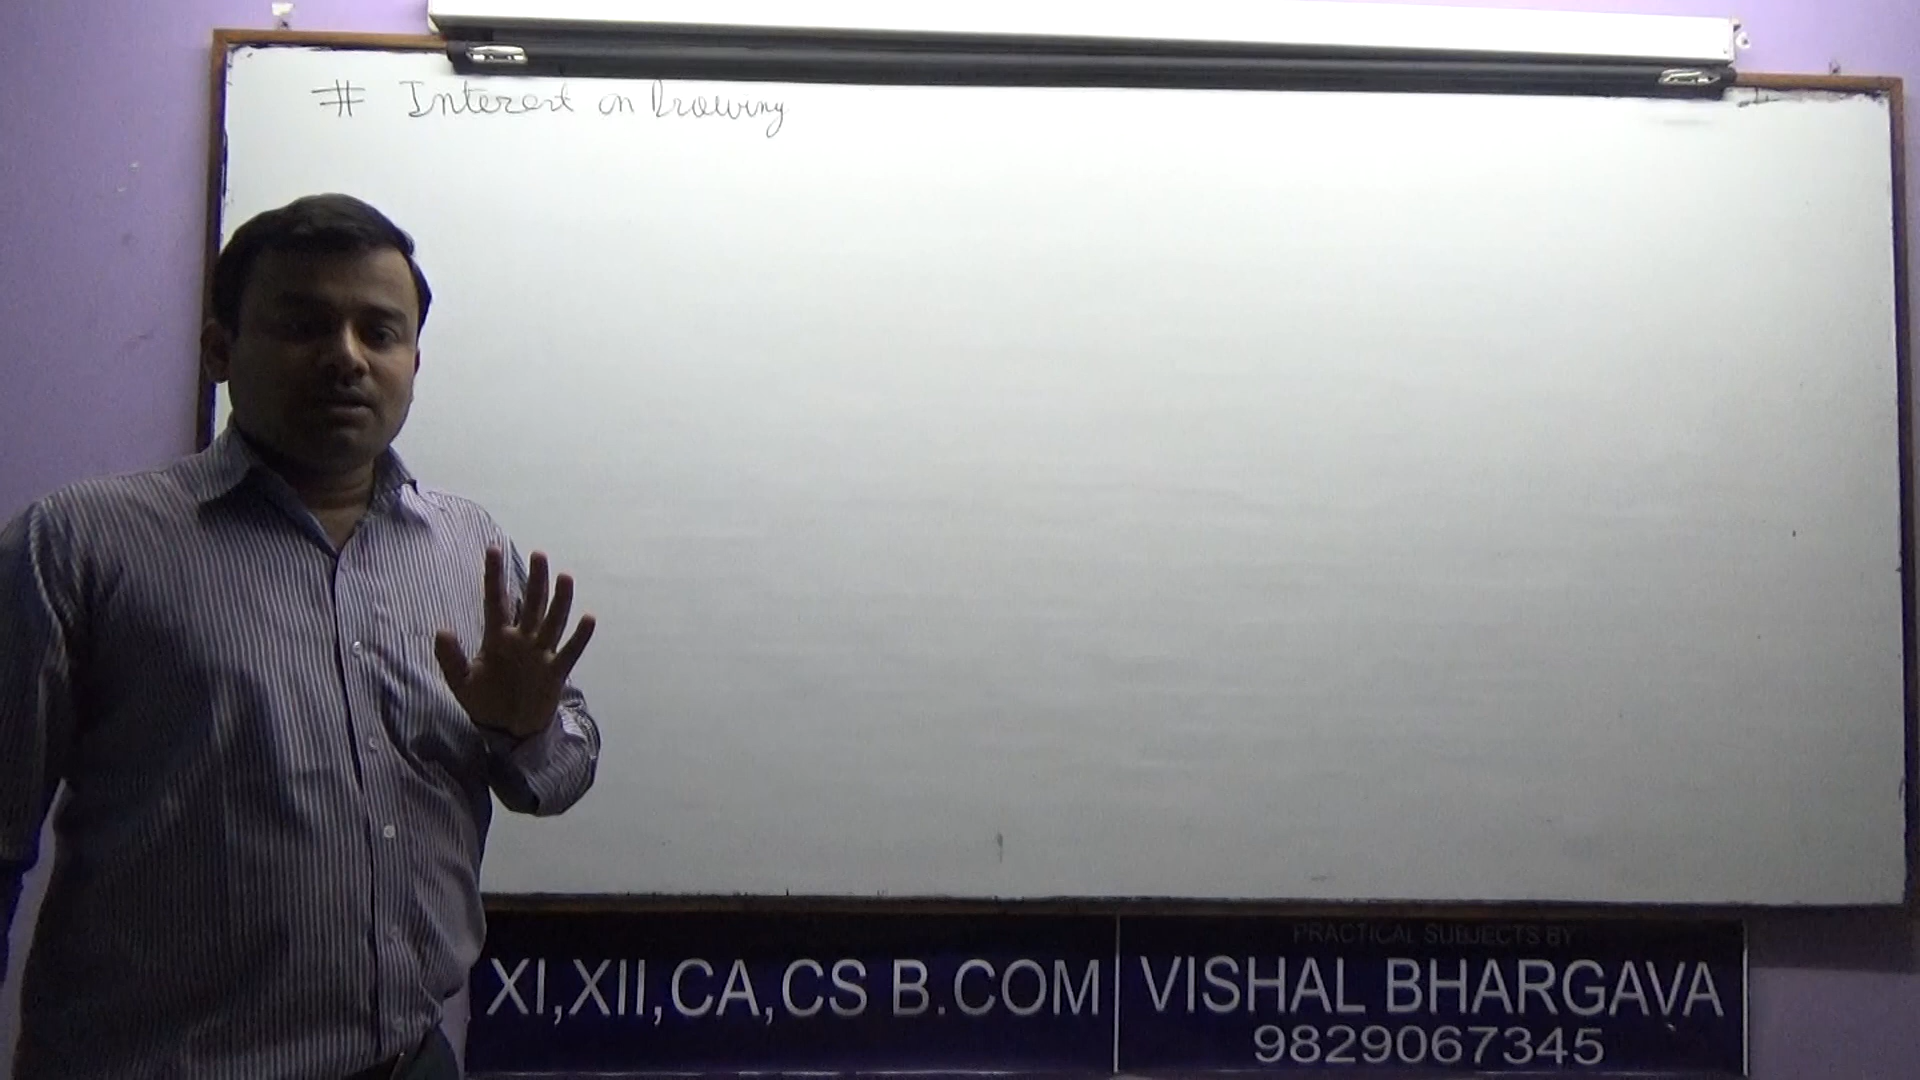 # Interest on Drawing
PRACTICAL SUBJECTS BY
XI,XII,CA,CS B.COM
VISHAL BHARGAVA
9829067345